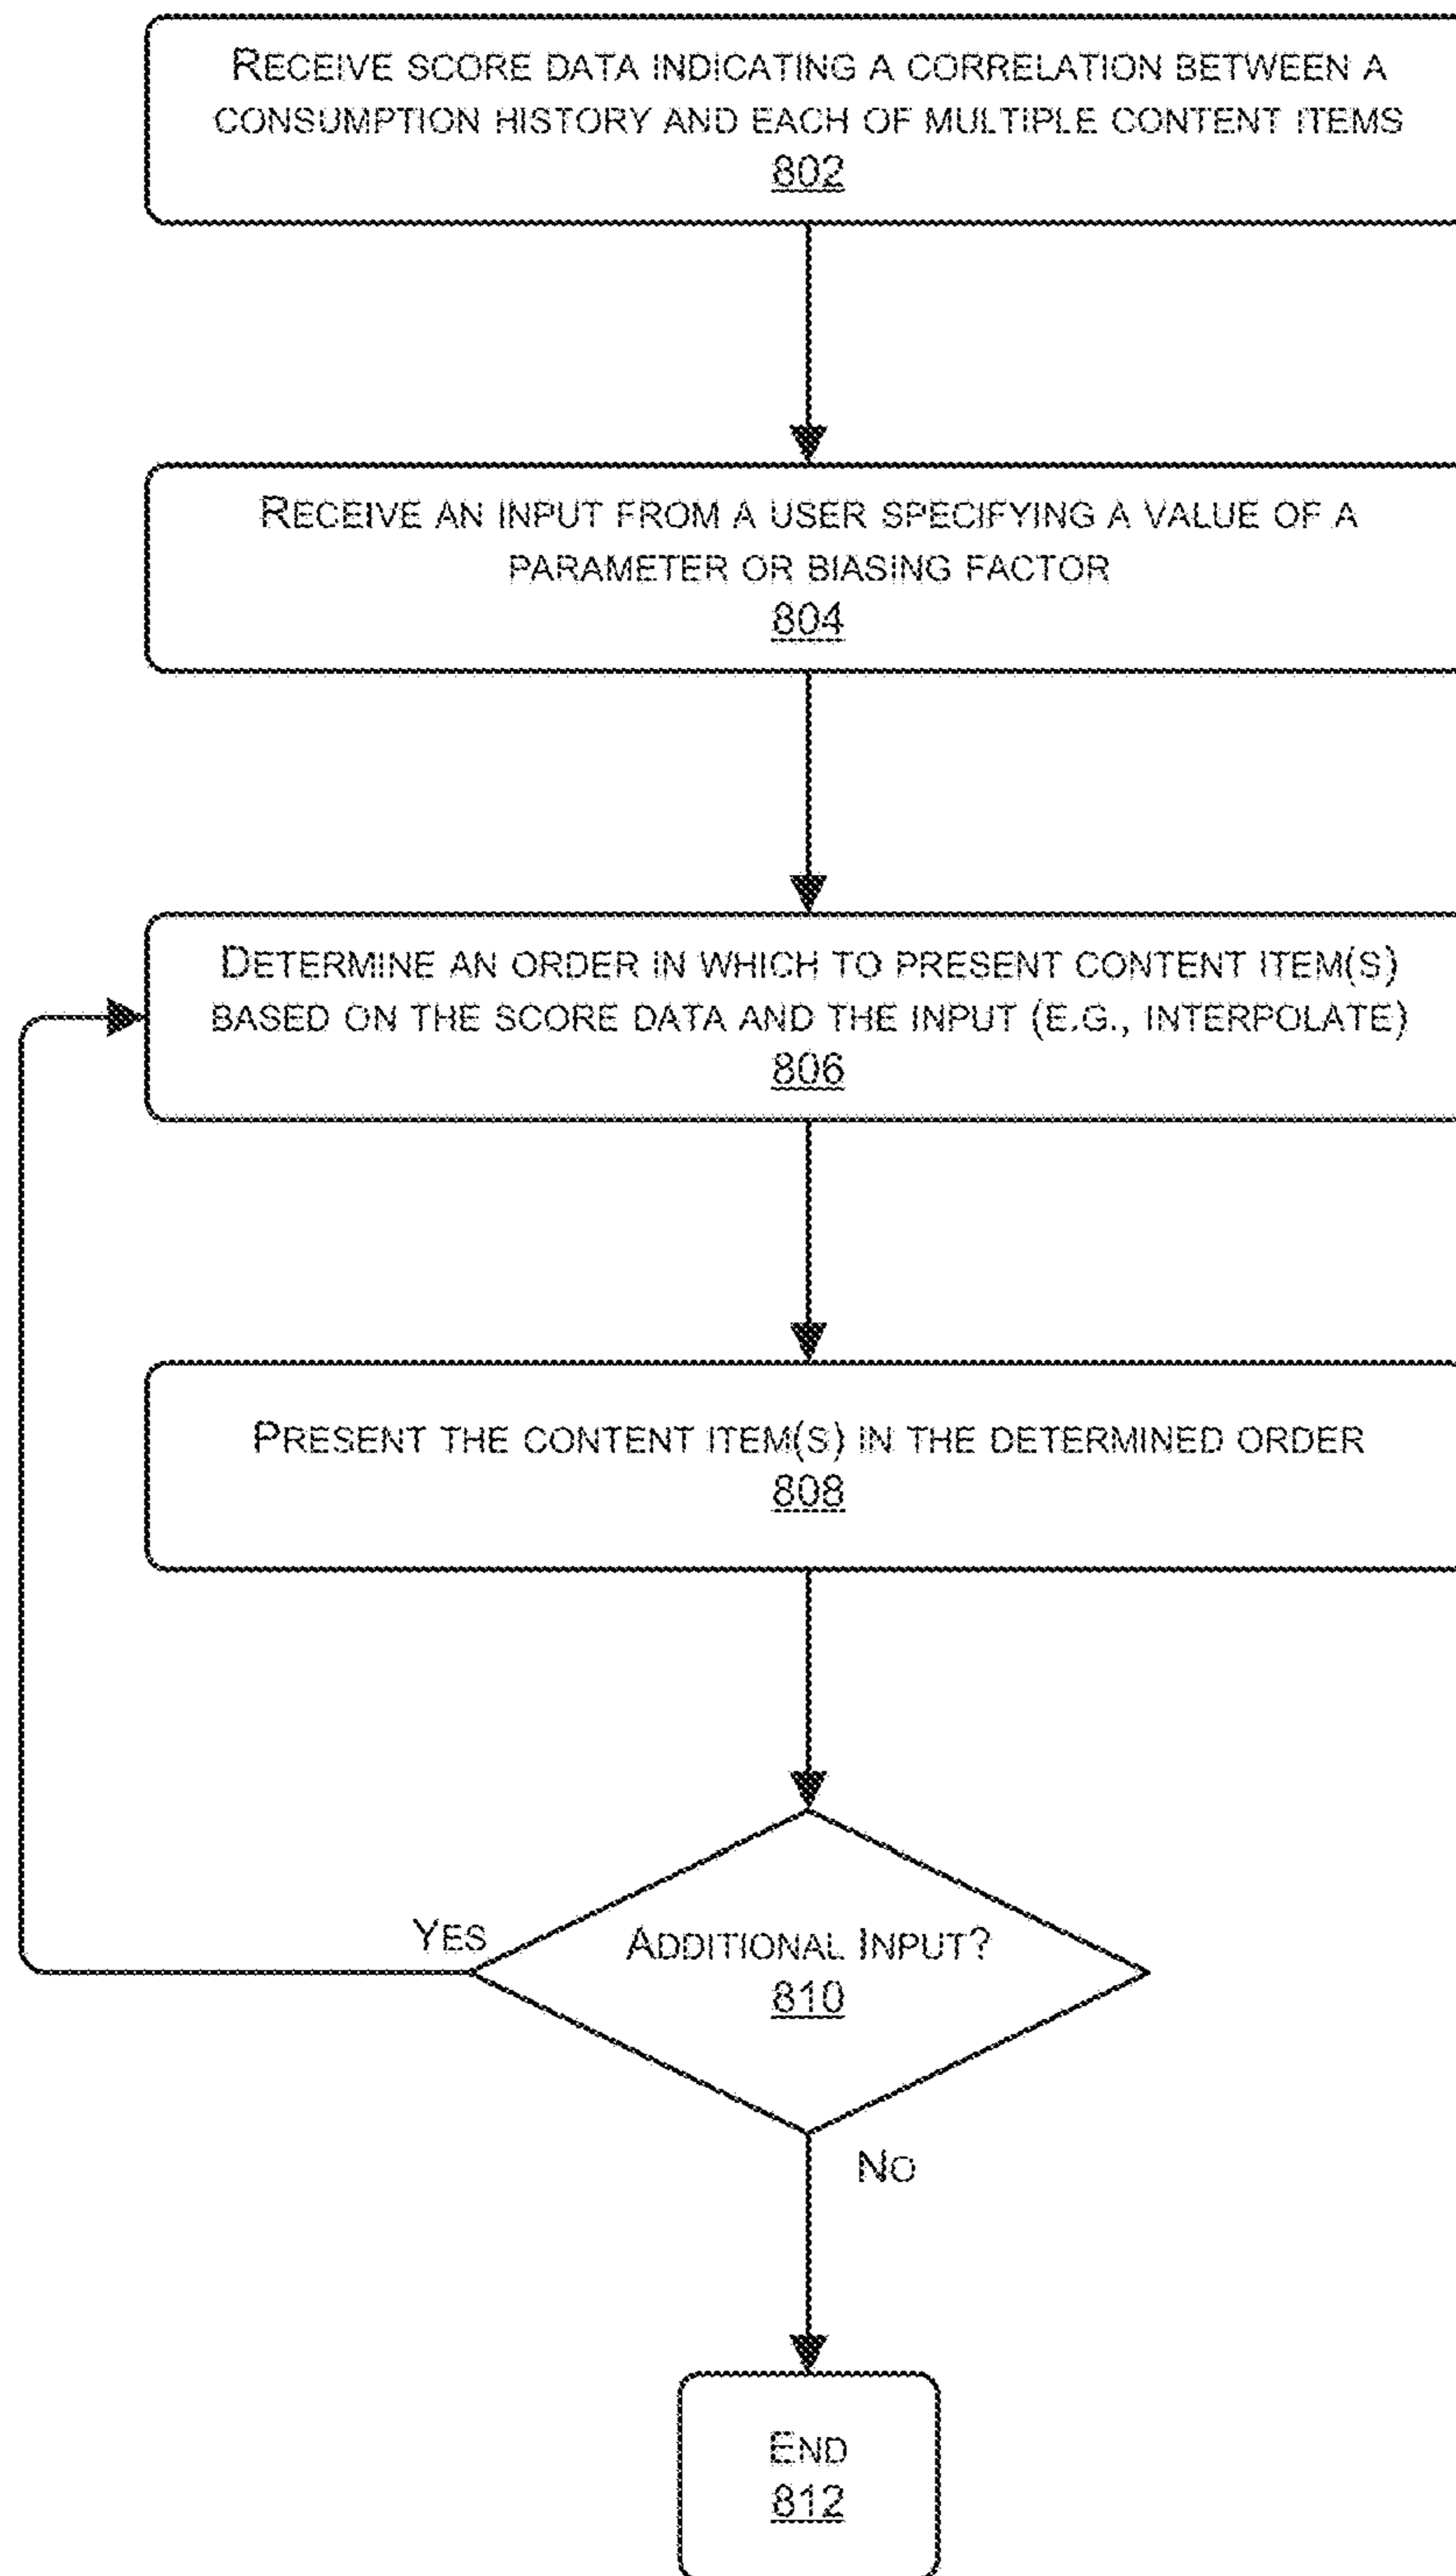 RECEIVE SCORE DATA INDICATING A CORRELATION BETWEEN A
CONSUMPTION HISTORY AND EACH OF MULTIPLE CONTENT ITEMS
802
RECEIVE AN INPUT FROM A USER SPECIFYING A VALUE OF A
PARAMETER OR BIASING FACTOR
804
DETERMINE AN ORDER IN WHICH TO PRESENT CONTENT ITEM(S)
BASED ON THE SCORE DATA AND THE INPUT (E.G., INTERPOLATE)
806
PRESENT THE CONTENT ITEM(S) IN THE DETERMINED ORDER
808
YES
ADDITIONAL INPUT?
810
NO
END
812